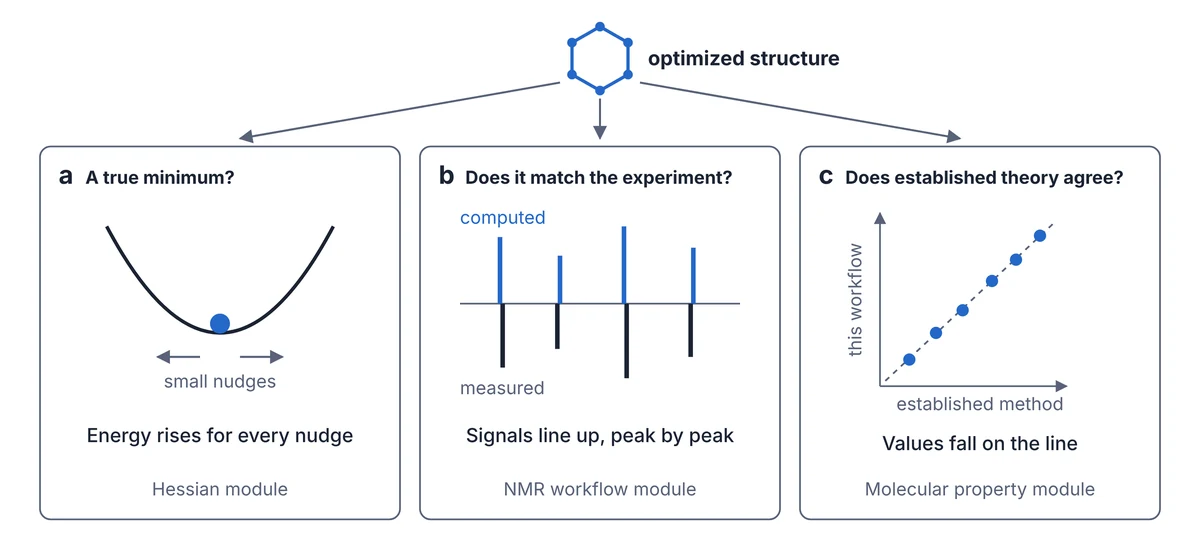 optimized structure
a A true minimum?
small nudges
Energy rises for every nudge
Hessian module
b Does it match the experiment?
computed
measured
Signals line up, peak by peak
NMR workflow module
c Does established theory agree?
this workflow
established method
Values fall on the line
Molecular property module